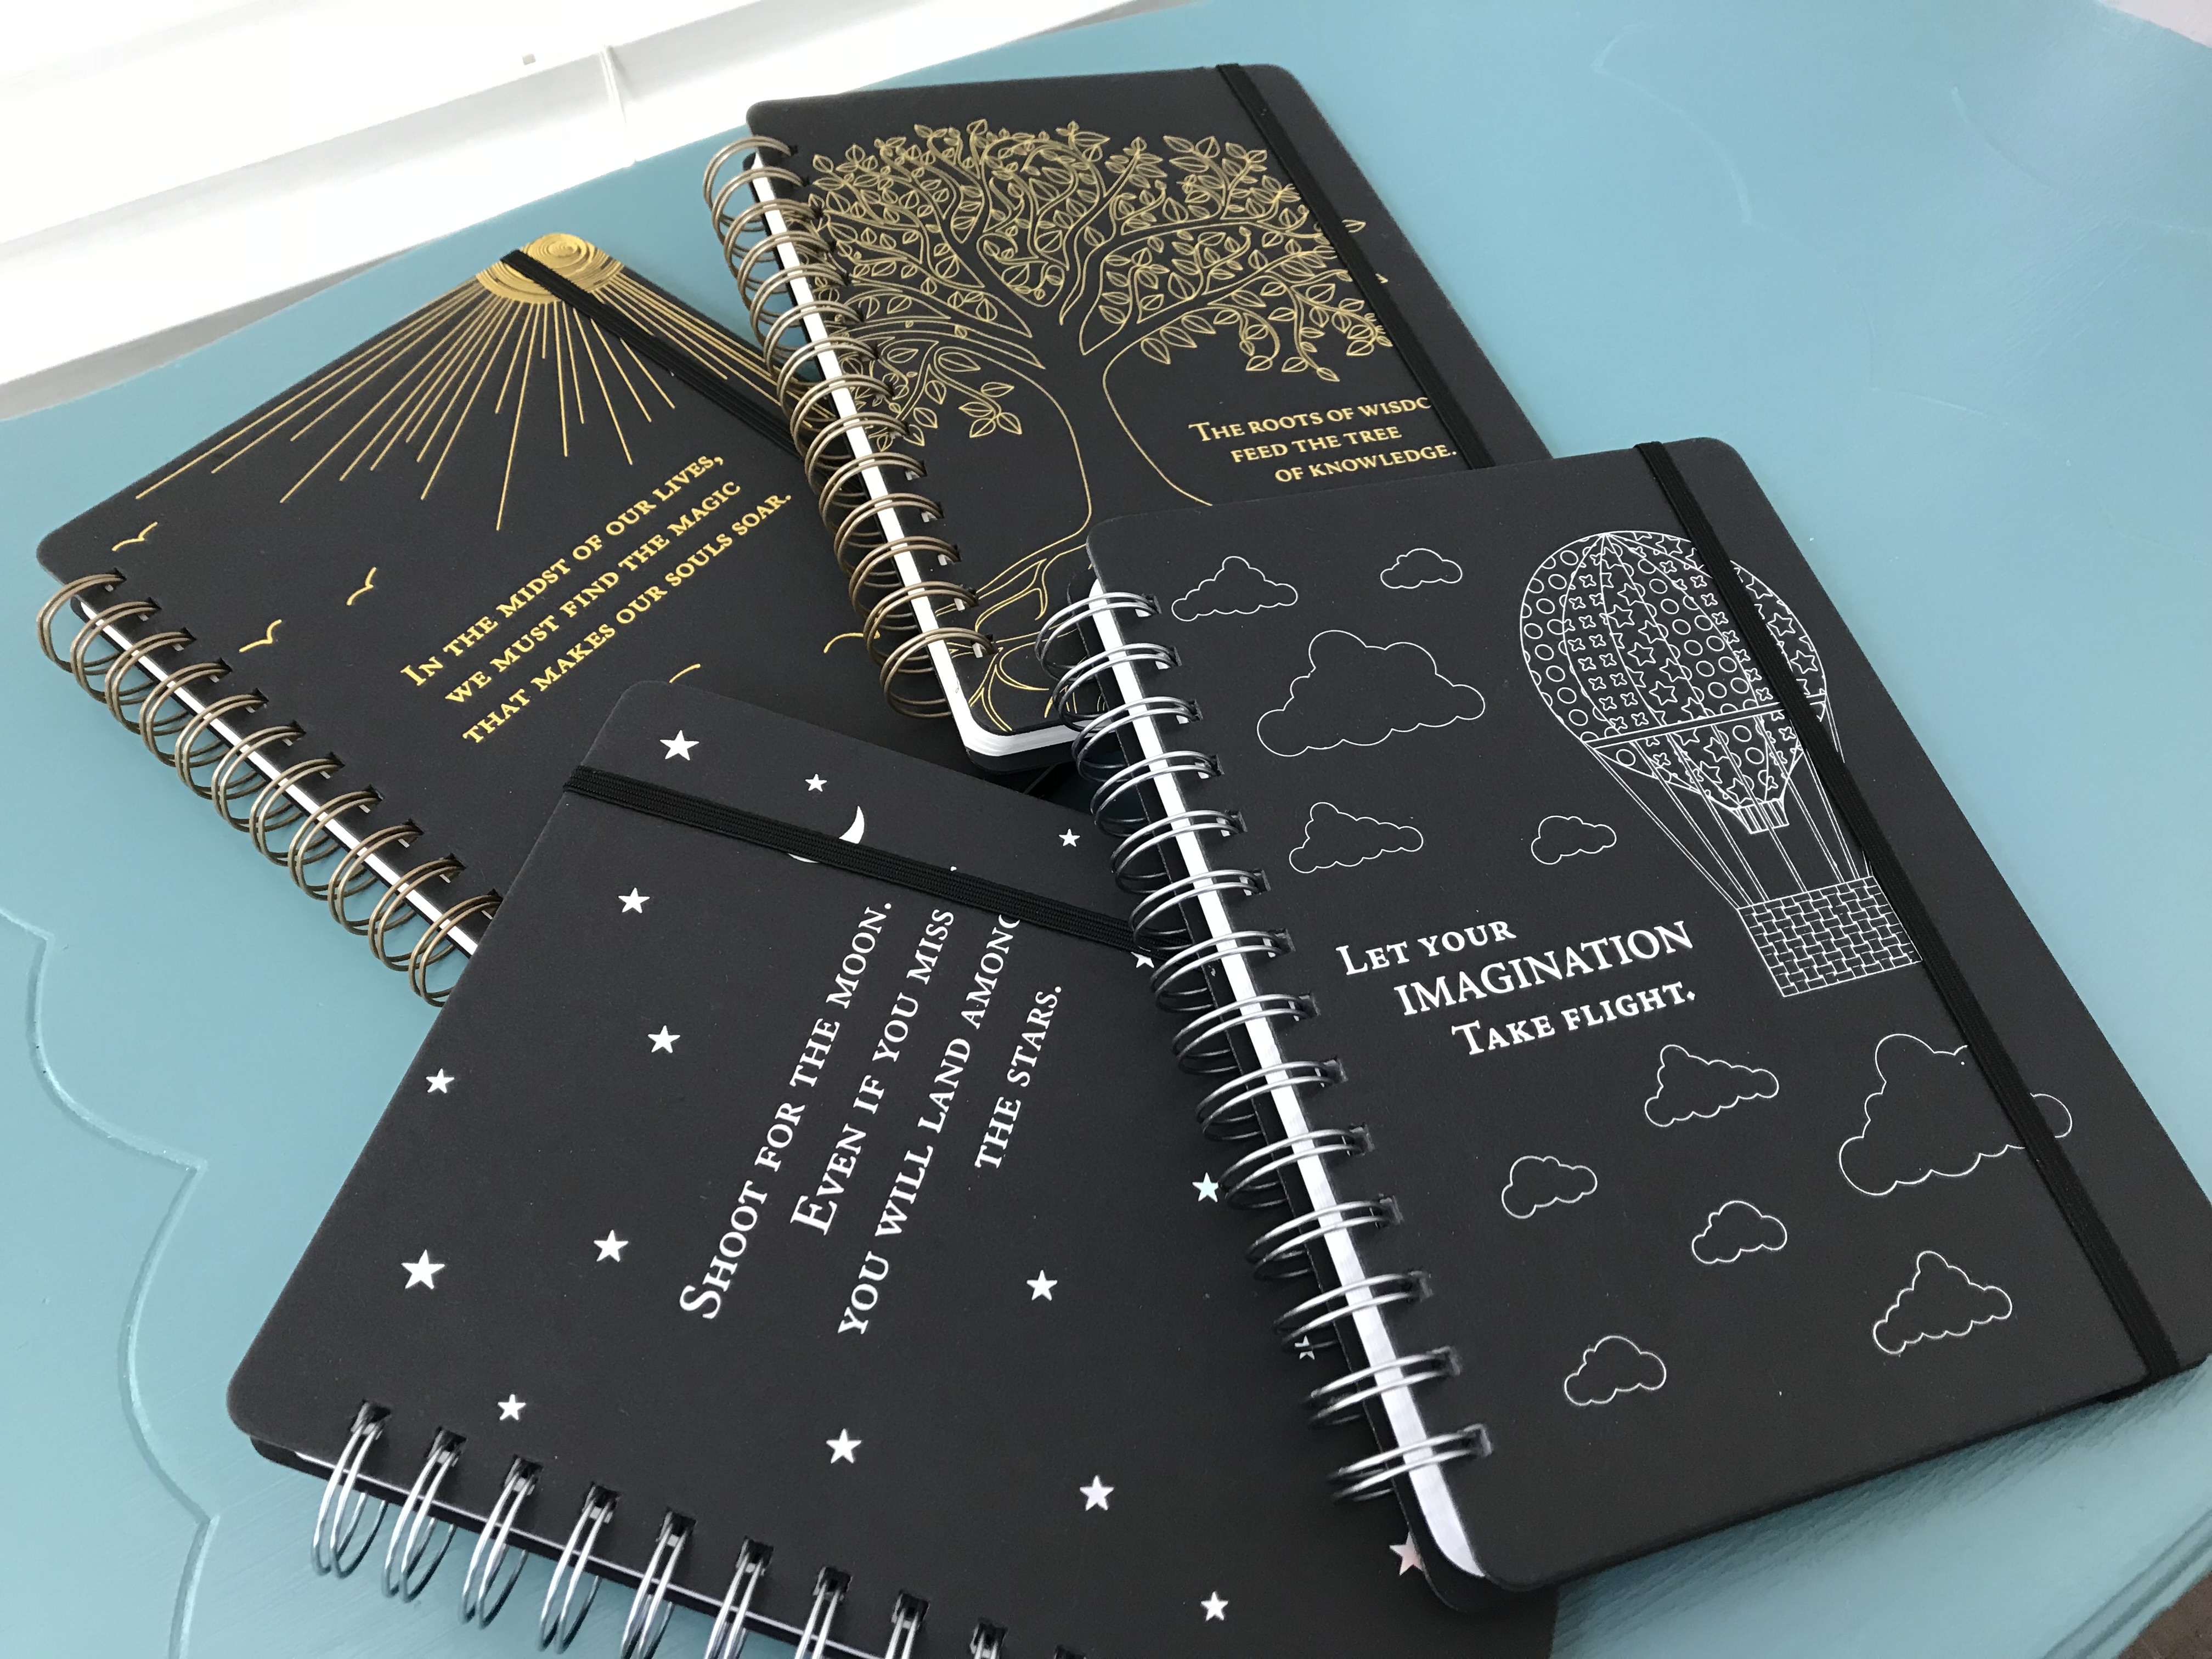 In the midst of our lives,
we must find the magic
that makes our souls soar.
The roots of wisdo
feed the tree
of knowledge.
Shoot for the moon.
Even if you miss
you will land among
the stars.
Let your
imagination
Take flight.